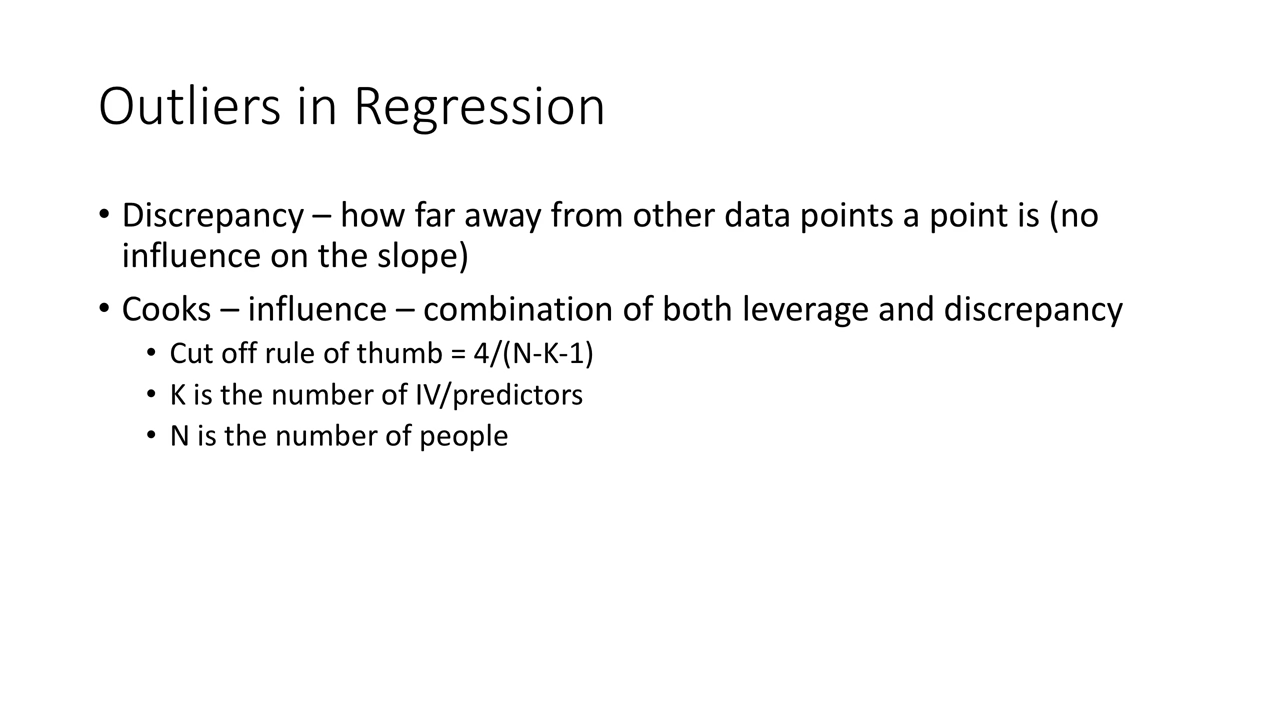 Outliers in Regression
• Discrepancy – how far away from other data points a point is (no
influence on the slope)
• Cooks – influence – combination of both leverage and discrepancy
• Cut off rule of thumb = 4/(N-K-1)
• K is the number of IV/predictors
• N is the number of people